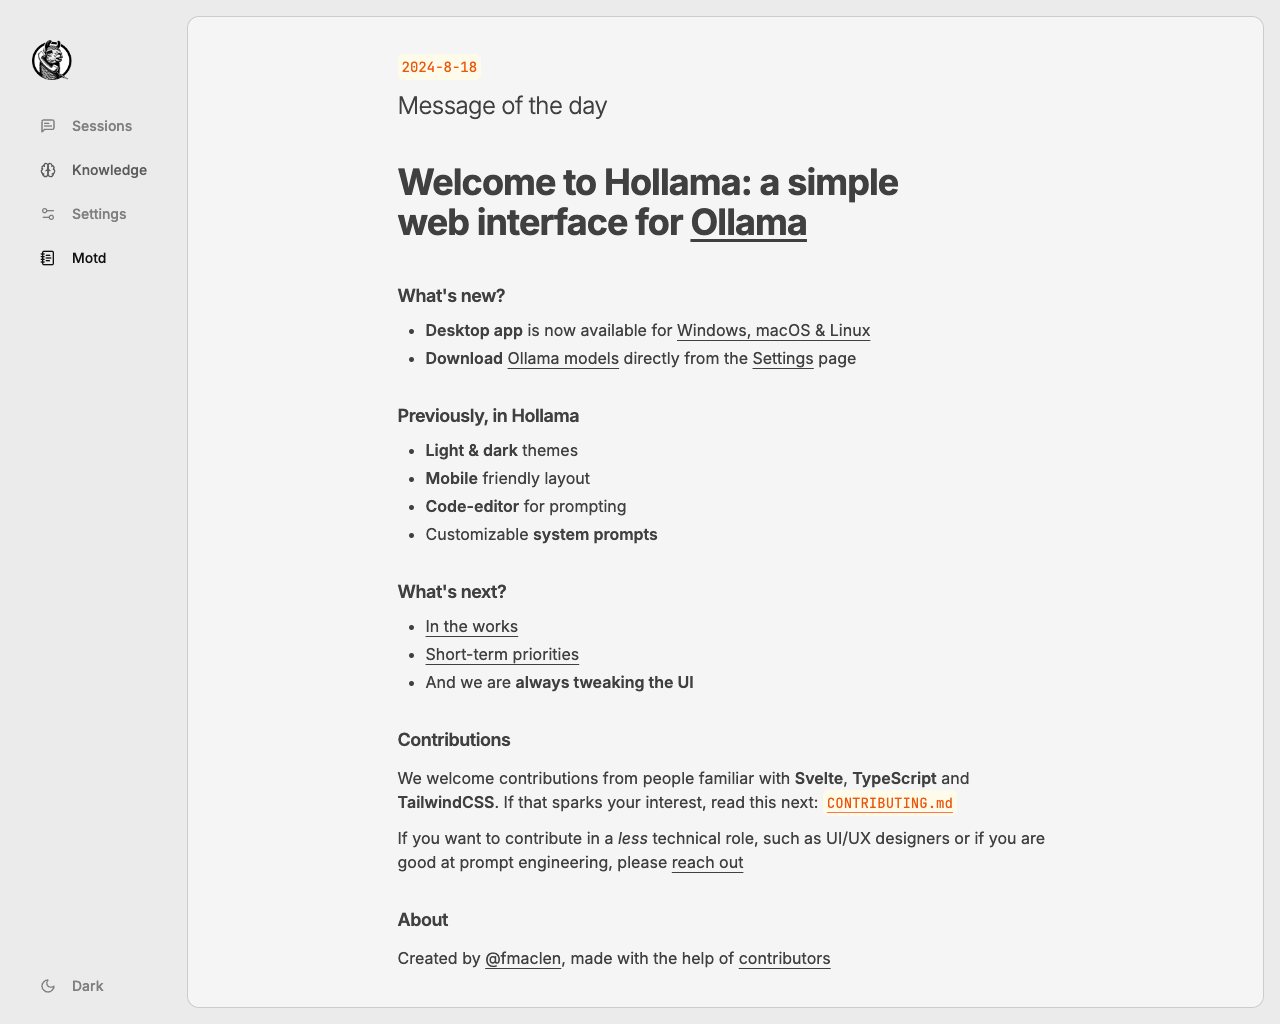 Sessions
Knowledge
Settings
Motd
Dark
2024-8-18
Message of the day
Welcome to Hollama: a simple
web interface for Ollama
What's new?
• Desktop app is now available for Windows, macOS & Linux
• Download Ollama models directly from the Settings page
Previously, in Hollama
• Light & dark themes
• Mobile friendly layout
• Code-editor for prompting
• Customizable system prompts
What's next?
• In the works
• Short-term priorities
• And we are always tweaking the UI
Contributions
We welcome contributions from people familiar with Svelte, TypeScript and
TailwindCSS. If that sparks your interest, read this next: CONTRIBUTING.md
If you want to contribute in a less technical role, such as UI/UX designers or if you are
good at prompt engineering, please reach out
About
Created by @fmaclen, made with the help of contributors